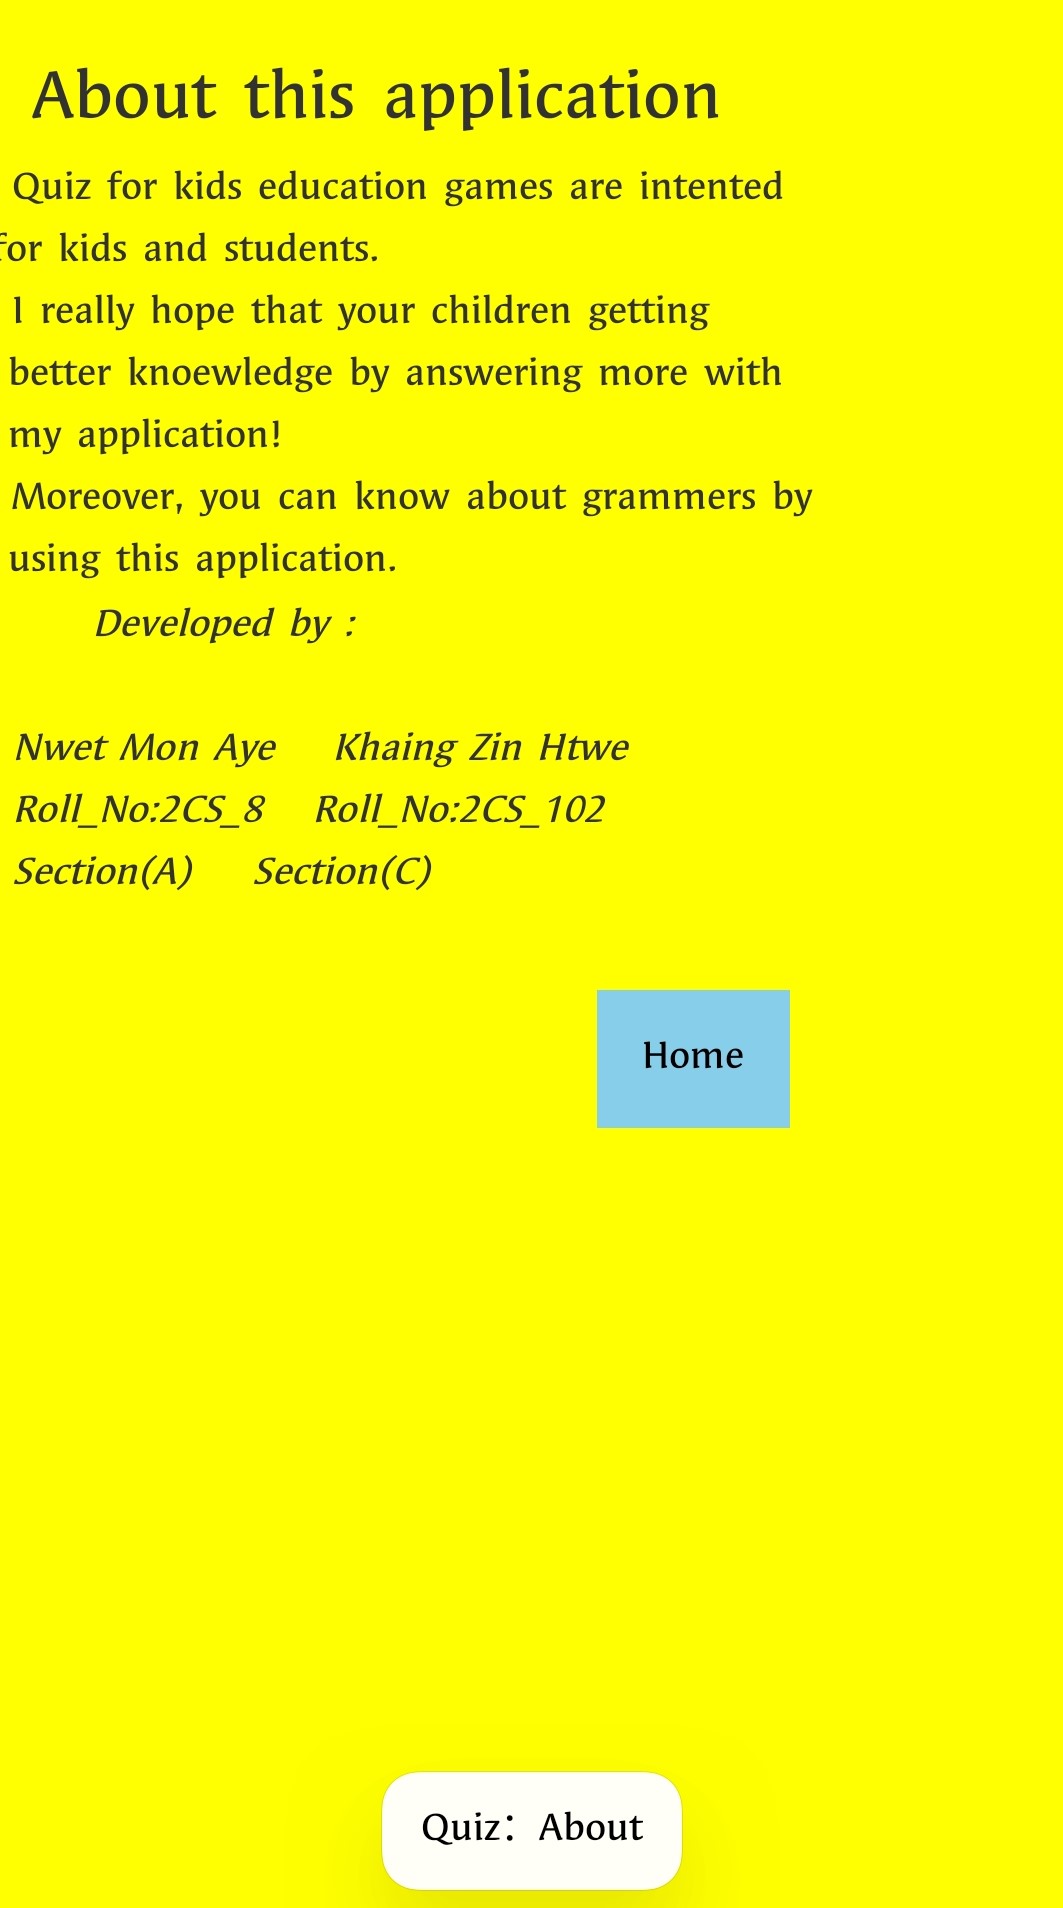 About this application
Quiz for kids education games are intented
for kids and students.
I really hope that your children getting
better knoewledge by answering more with
my application!
Moreover, you can know about grammers by
using this application.
Developed by :
Nwet Mon Aye Khaing Zin Htwe
Roll_No:2CS_8 Roll_No:2CS_102
Section(A) Section(C)
Home
Quiz: About